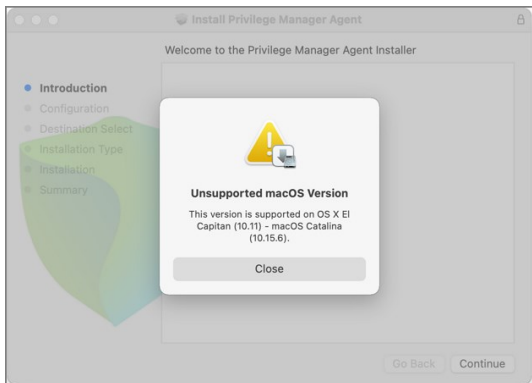 Install Privilege Manager Agent
Welcome to the Privilege Manager Agent Installer
Introduction
Configuration
Destination Select
Installation Type
Installation
Summary
Unsupported macOS Version
This version is supported on OS X El
Capitan (10.11) - macOS Catalina
(10.15.6).
Close
Go Back
Continue